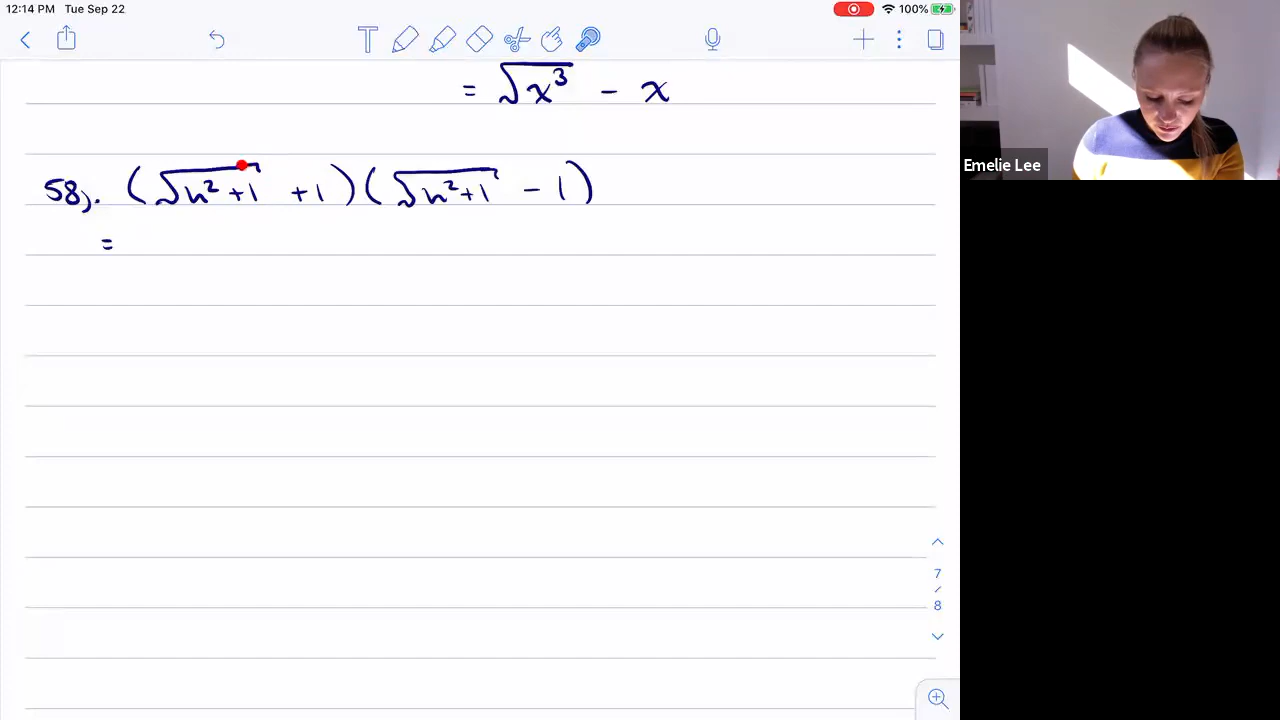 12:14 PM Tue Sep 22 100%
= √x³ - x
58). (√h²+1 + 1)(√h²+1 - 1)
=
Emelie Lee
7
/
8